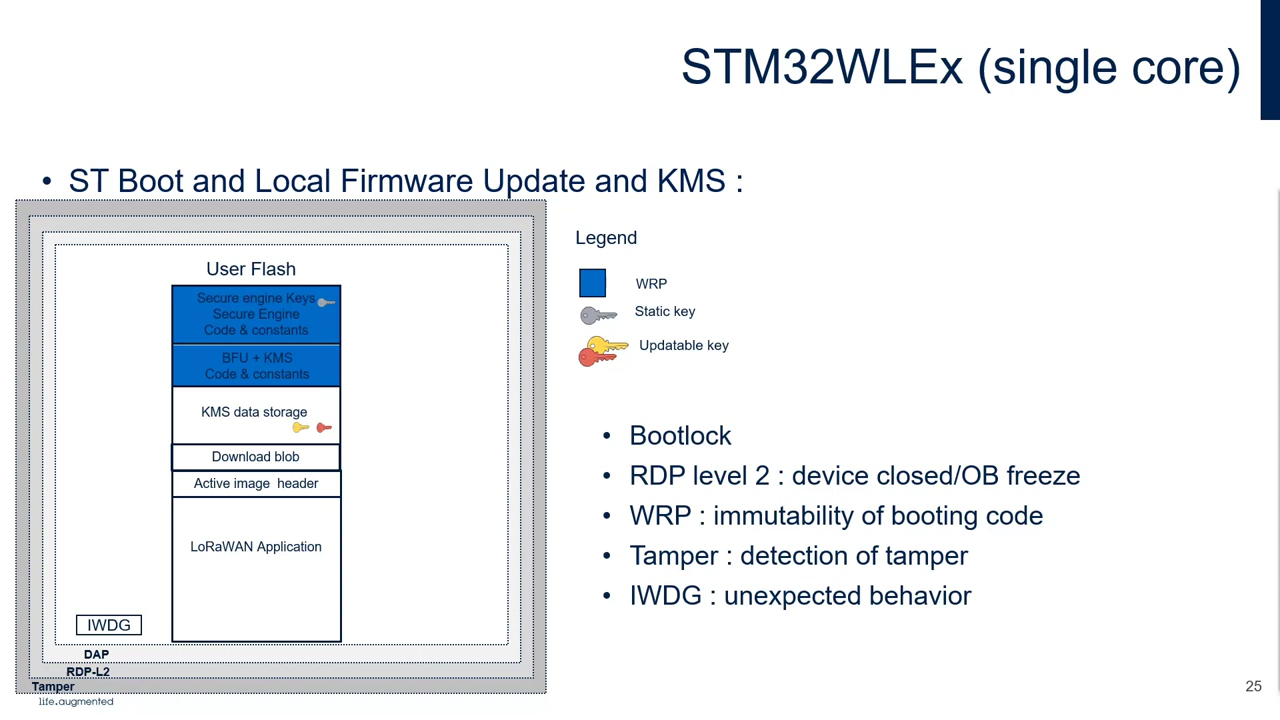 STM32WLEx (single core)
• ST Boot and Local Firmware Update and KMS :
User Flash
Secure engine Keys
Secure Engine
Code & constants
BFU + KMS
Code & constants
KMS data storage
Download blob
Active image header
LoRaWAN Application
IWDG
DAP
RDP-L2
Tamper
life.augmented
Legend
WRP
Static key
Updatable key
• Bootlock
• RDP level 2 : device closed/OB freeze
• WRP : immutability of booting code
• Tamper : detection of tamper
• IWDG : unexpected behavior
25